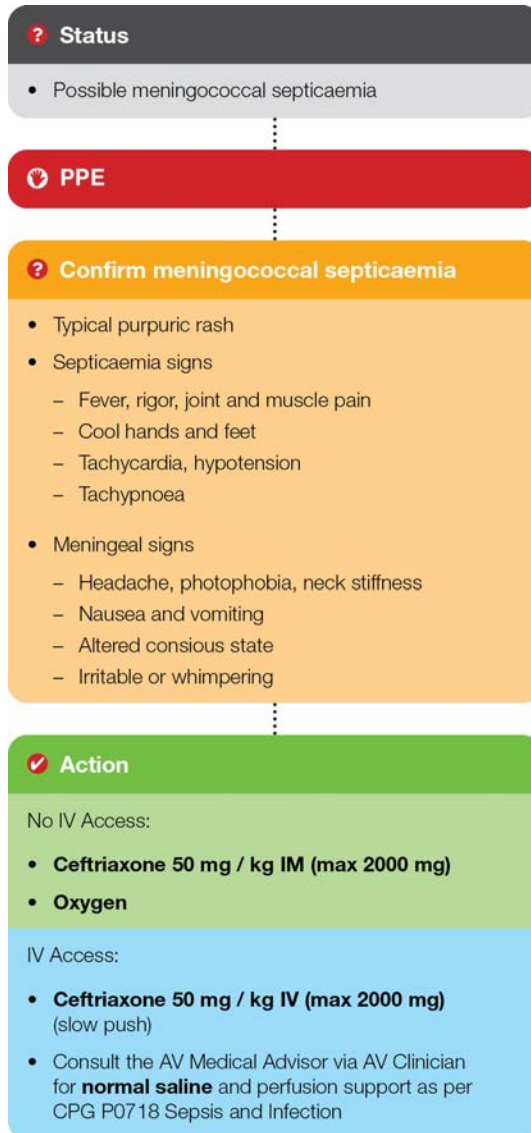 Status
• Possible meningococcal septicaemia
PPE
Confirm meningococcal septicaemia
• Typical purpuric rash
• Septicaemia signs
– Fever, rigor, joint and muscle pain
– Cool hands and feet
– Tachycardia, hypotension
– Tachypnoea
• Meningeal signs
– Headache, photophobia, neck stiffness
– Nausea and vomiting
– Altered consious state
– Irritable or whimpering
Action
No IV Access:
• Ceftriaxone 50 mg / kg IM (max 2000 mg)
• Oxygen
IV Access:
• Ceftriaxone 50 mg / kg IV (max 2000 mg)
(slow push)
• Consult the AV Medical Advisor via AV Clinician
for normal saline and perfusion support as per
CPG P0718 Sepsis and Infection